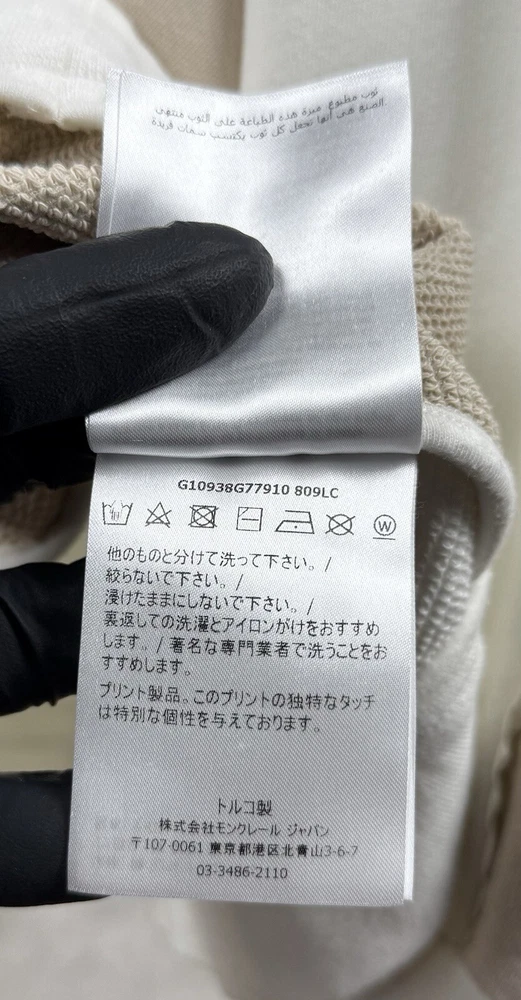 ثوب مطبوع. ميزة هذه الطباعة على الثوب منتهى
الصنع هي أنها تجعل كل ثوب يكتسب سمات فريدة
G10938G77910 809LC
W
他のものと分けて洗って下さい。/
絞らないで下さい。/
浸けたままにしないで下さい。/
裏返しての洗濯とアイロンがけをおすすめ
します。/ 著名な専門業者で洗うことをお
すすめします。
プリント製品。このプリントの独特なタッチ
は特別な個性を与えております。
トルコ製
株式会社モンクレール ジャパン
〒107-0061 東京都港区北青山3-6-7
03-3486-2110